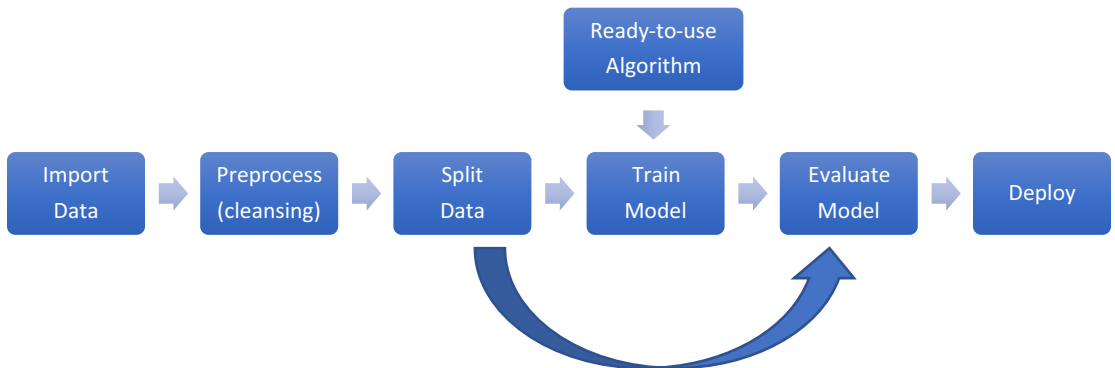 Ready-to-use
Algorithm
Import
Data
Preprocess
(cleansing)
Split
Data
Train
Model
Evaluate
Model
Deploy